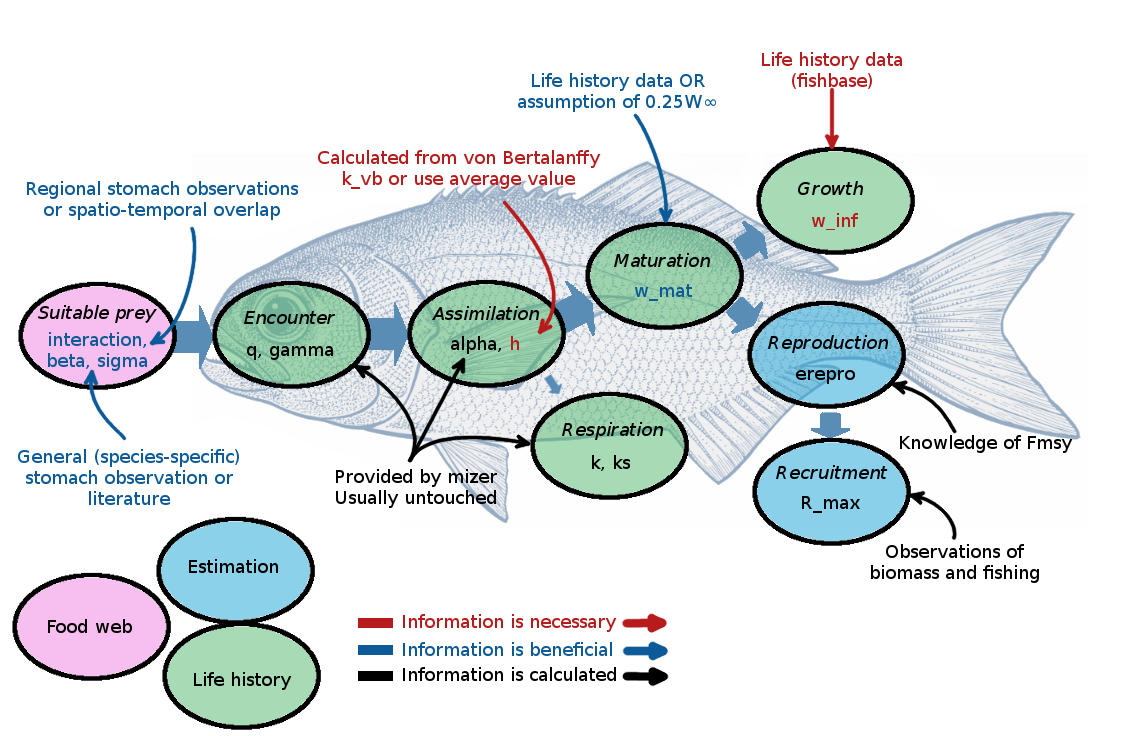 Life history data
(fishbase)
Life history data OR
assumption of 0.25W∞
Calculated from von Bertalanffy
k_vb or use average value
Regional stomach observations
or spatio-temporal overlap
Growth
w_inf
Maturation
w_mat
Suitable prey
interaction,
beta, sigma
Encounter
q, gamma
Assimilation
alpha, h
Reproduction
erepro
Respiration
k, ks
Knowledge of Fmsy
General (species-specific)
stomach observation or
literature
Provided by mizer
Usually untouched
Recruitment
R_max
Observations of
biomass and fishing
Estimation
Food web
Life history
Information is necessary
Information is beneficial
Information is calculated